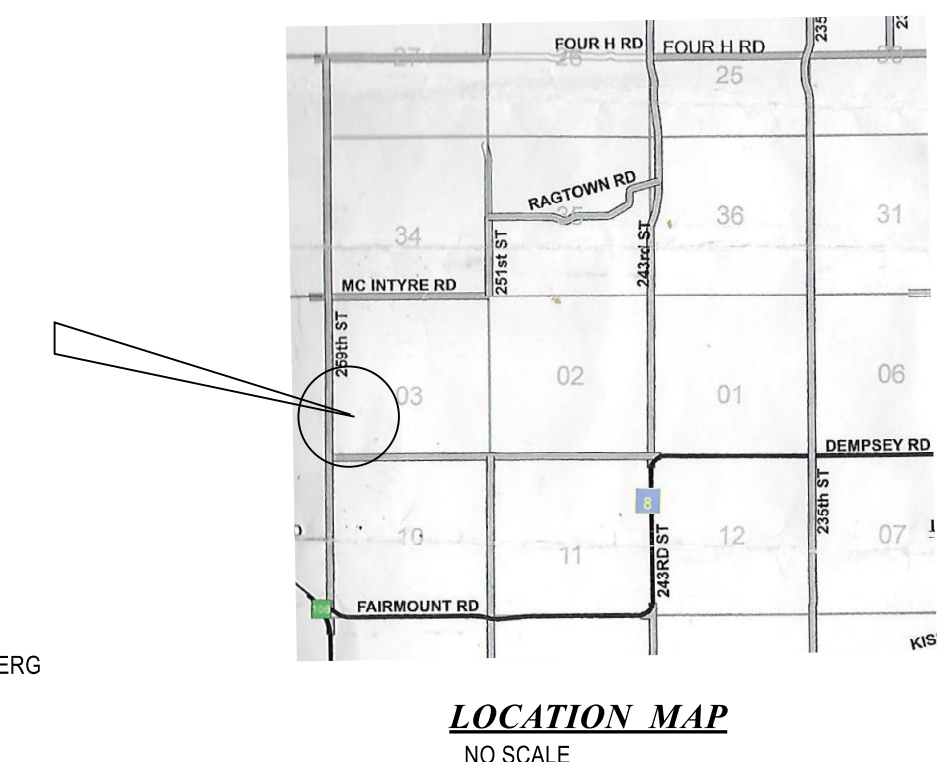 235
FOUR H RD
FOUR H RD
27
26
25
RAGTOWN RD
35
36
31
34
251st ST
243rd ST
MC INTYRE RD
259th ST
03
02
01
06
DEMPSEY RD
8
235th ST
10
11
12
07
243RD ST
FAIRMOUNT RD
KIS
ERG
LOCATION MAP
NO SCALE